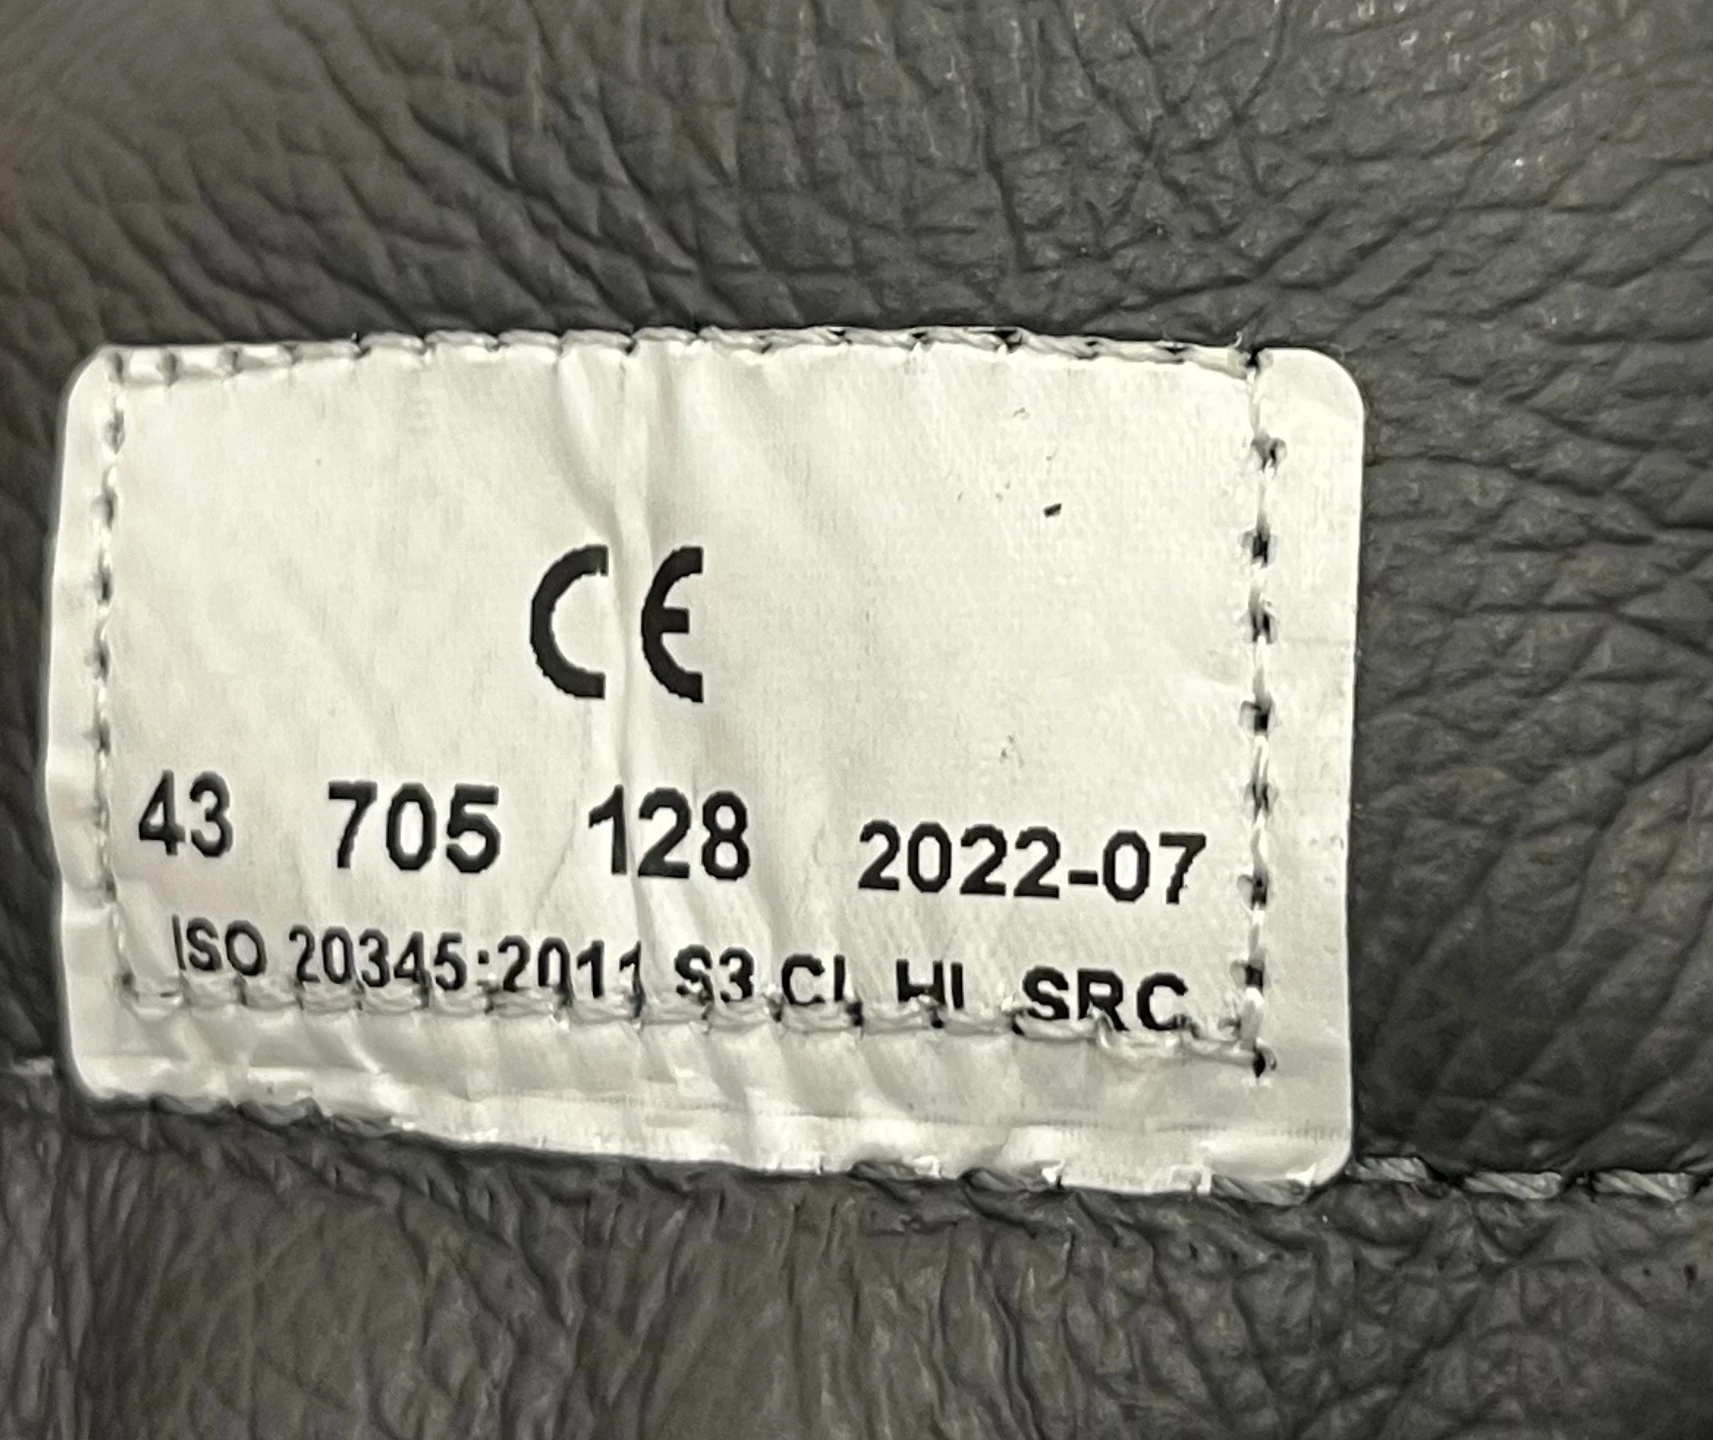 CE
43 705 128 2022-07
ISO 20345:2011 S3 CI HI SRC